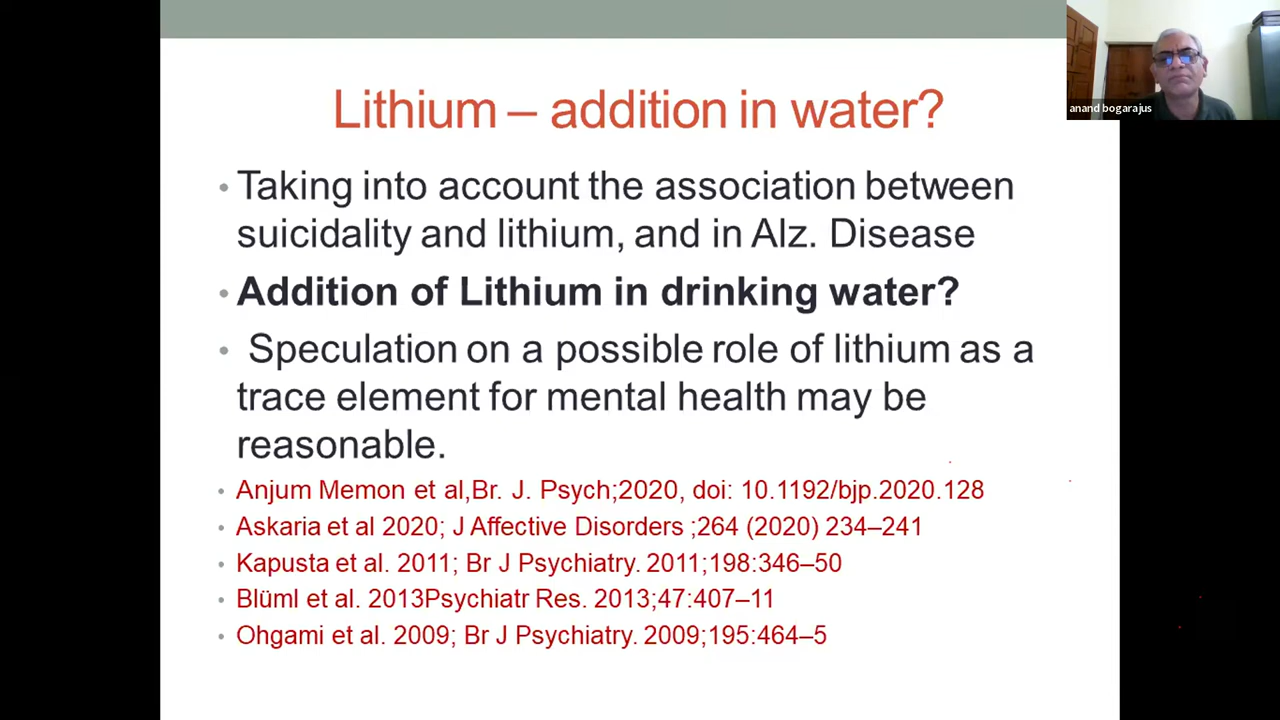 Lithium – addition in water?
anand bogarajus
• Taking into account the association between
suicidality and lithium, and in Alz. Disease
• Addition of Lithium in drinking water?
• Speculation on a possible role of lithium as a
trace element for mental health may be
reasonable.
• Anjum Memon et al,Br. J. Psych;2020, doi: 10.1192/bjp.2020.128
• Askaria et al 2020; J Affective Disorders ;264 (2020) 234–241
• Kapusta et al. 2011; Br J Psychiatry. 2011;198:346–50
• Blüml et al. 2013Psychiatr Res. 2013;47:407–11
• Ohgami et al. 2009; Br J Psychiatry. 2009;195:464–5